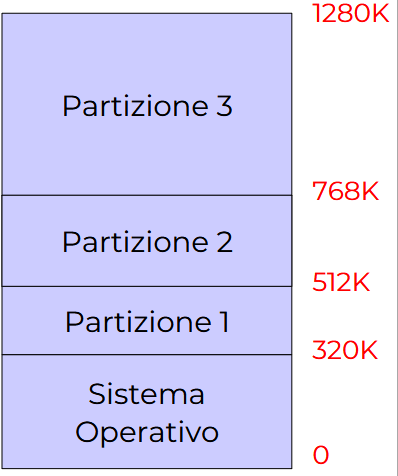 1280K
Partizione 3
768K
Partizione 2
512K
Partizione 1
320K
Sistema
Operativo
0